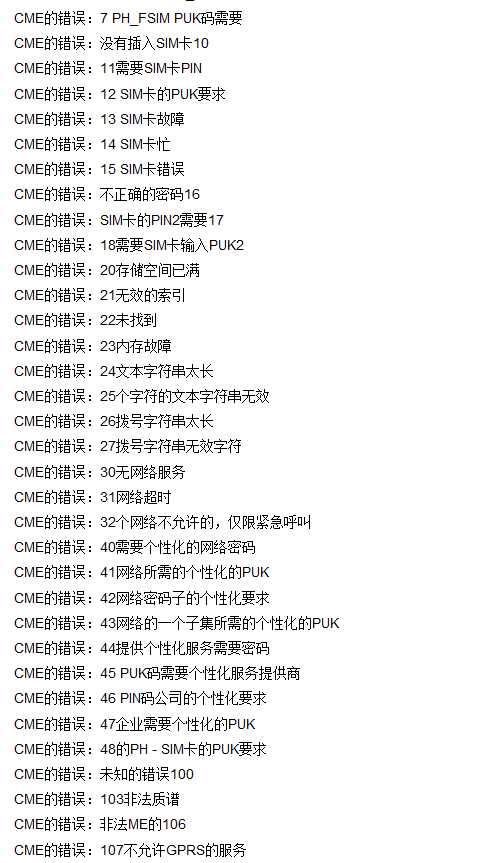 CME的错误：7 PH_FSIM PUK码需要
CME的错误：没有插入SIM卡10
CME的错误：11需要SIM卡PIN
CME的错误：12 SIM卡的PUK要求
CME的错误：13 SIM卡故障
CME的错误：14 SIM卡忙
CME的错误：15 SIM卡错误
CME的错误：不正确的密码16
CME的错误：SIM卡的PIN2需要17
CME的错误：18需要SIM卡输入PUK2
CME的错误：20存储空间已满
CME的错误：21无效的索引
CME的错误：22未找到
CME的错误：23内存故障
CME的错误：24文本字符串太长
CME的错误：25个字符的文本字符串无效
CME的错误：26拨号字符串太长
CME的错误：27拨号字符串无效字符
CME的错误：30无网络服务
CME的错误：31网络超时
CME的错误：32个网络不允许的，仅限紧急呼叫
CME的错误：40需要个性化的网络密码
CME的错误：41网络所需的个性化的PUK
CME的错误：42网络密码子的个性化要求
CME的错误：43网络的一个子集所需的个性化的PUK
CME的错误：44提供个性化服务需要密码
CME的错误：45 PUK码需要个性化服务提供商
CME的错误：46 PIN码公司的个性化要求
CME的错误：47企业需要个性化的PUK
CME的错误：48的PH - SIM卡的PUK要求
CME的错误：未知的错误100
CME的错误：103非法质谱
CME的错误：非法ME的106
CME的错误：107不允许GPRS的服务